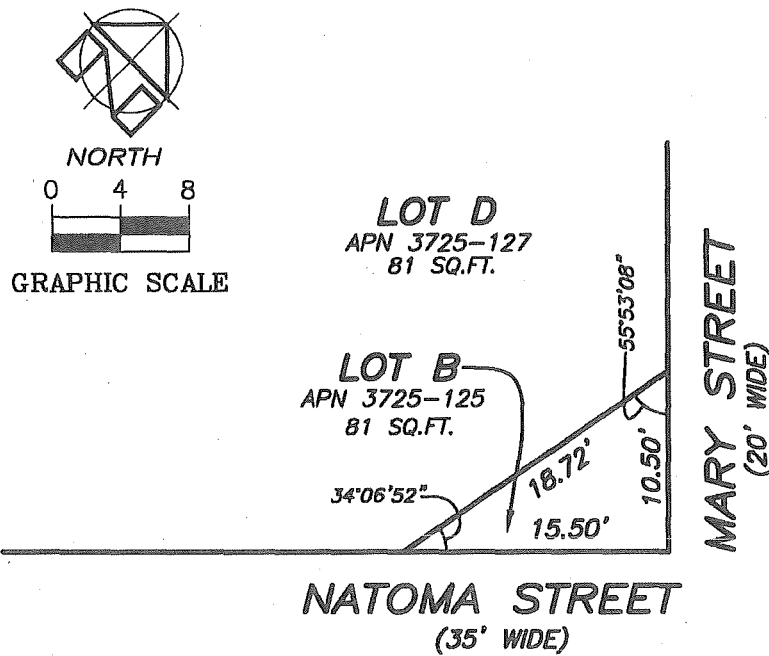 NORTH
0 4 8
GRAPHIC SCALE
LOT D
APN 3725-127
81 SQ.FT.
LOT B
APN 3725-125
81 SQ.FT.
55°53'08"
34°06'52"
18.72'
10.50'
15.50'
MARY STREET
(20' WIDE)
NATOMA STREET
(35' WIDE)